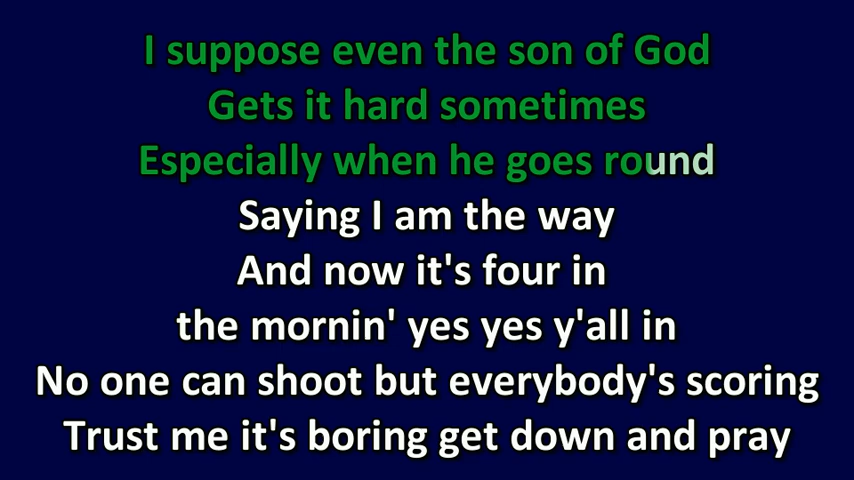 I suppose even the son of God
Gets it hard sometimes
Especially when he goes round
Saying I am the way
And now it's four in
the mornin' yes yes y'all in
No one can shoot but everybody's scoring
Trust me it's boring get down and pray